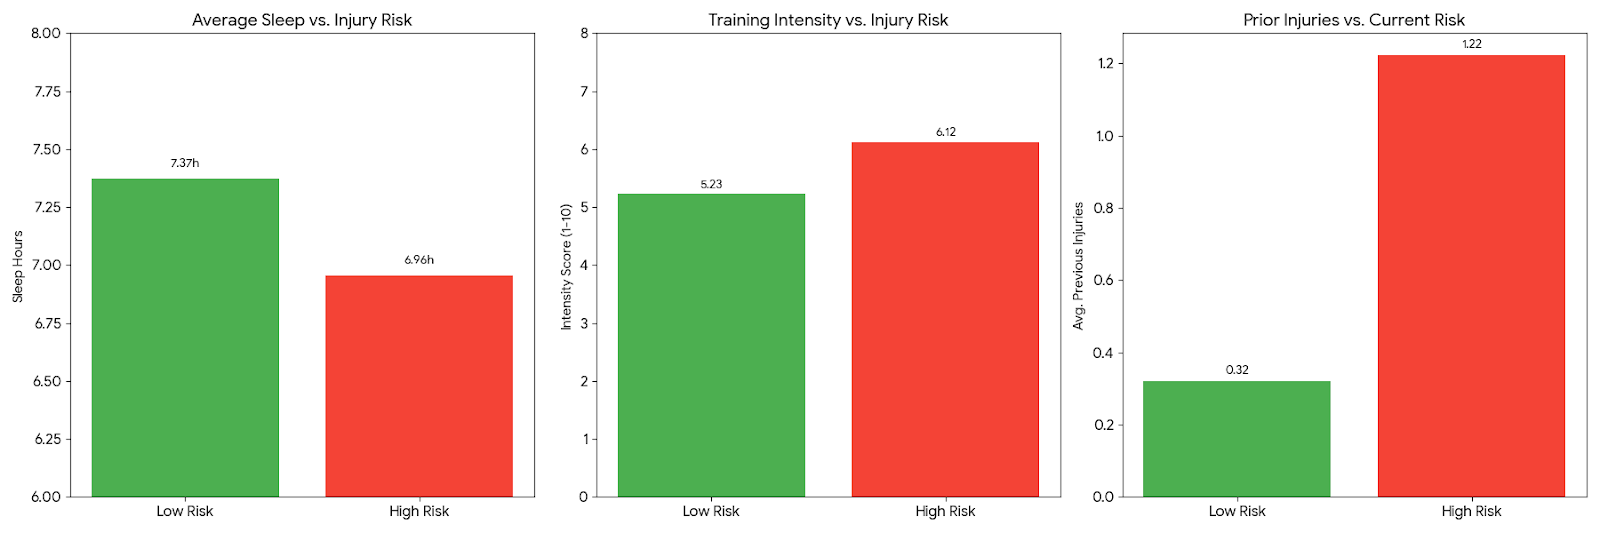 Average Sleep vs. Injury Risk
8.00
7.75
7.50
7.25
7.00
6.75
6.50
6.25
6.00
Sleep Hours
7.37h
6.96h
Low Risk
High Risk
Training Intensity vs. Injury Risk
8
7
6
5
4
3
2
1
0
Intensity Score (1-10)
5.23
6.12
Low Risk
High Risk
Prior Injuries vs. Current Risk
1.2
1.0
0.8
0.6
0.4
0.2
0.0
Avg. Previous Injuries
0.32
1.22
Low Risk
High Risk